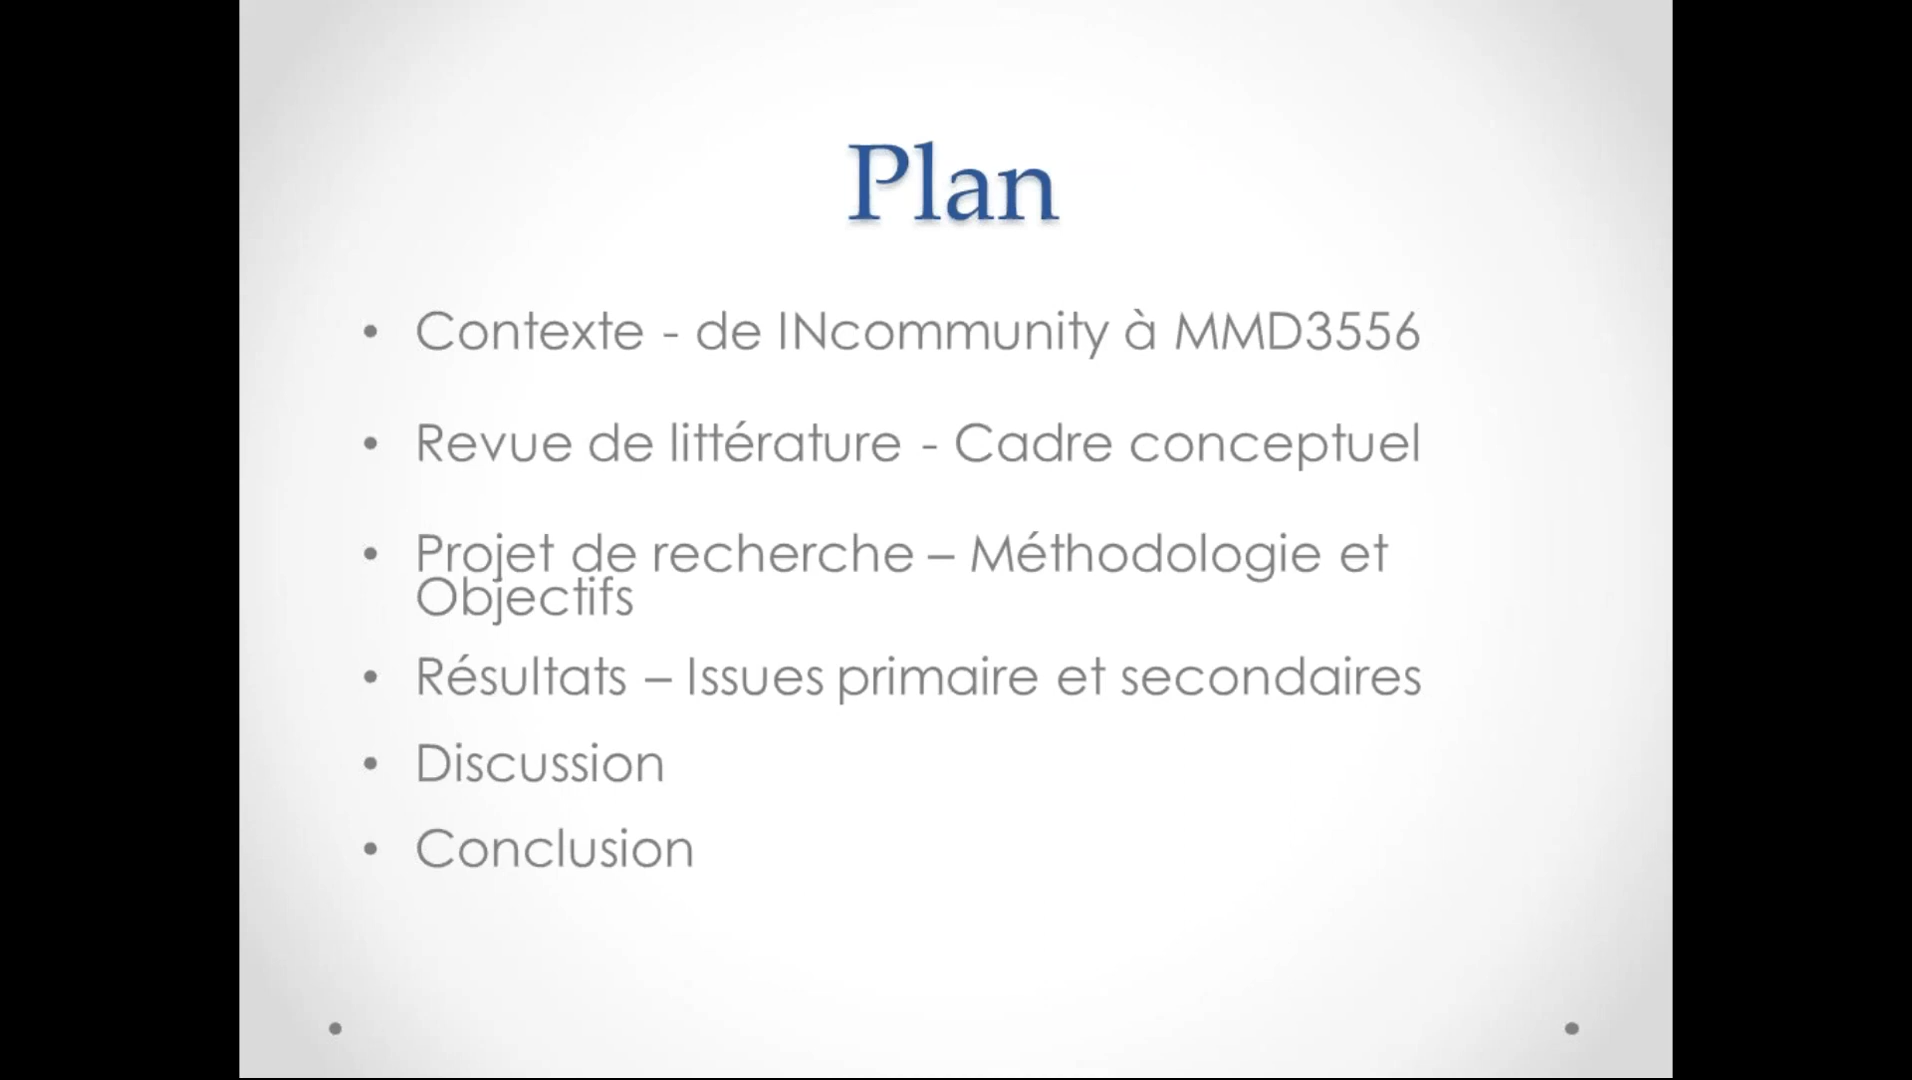 Plan
• Contexte - de INcommunity à MMD3556
• Revue de littérature - Cadre conceptuel
• Projet de recherche – Méthodologie et
Objectifs
• Résultats – Issues primaire et secondaires
• Discussion
• Conclusion